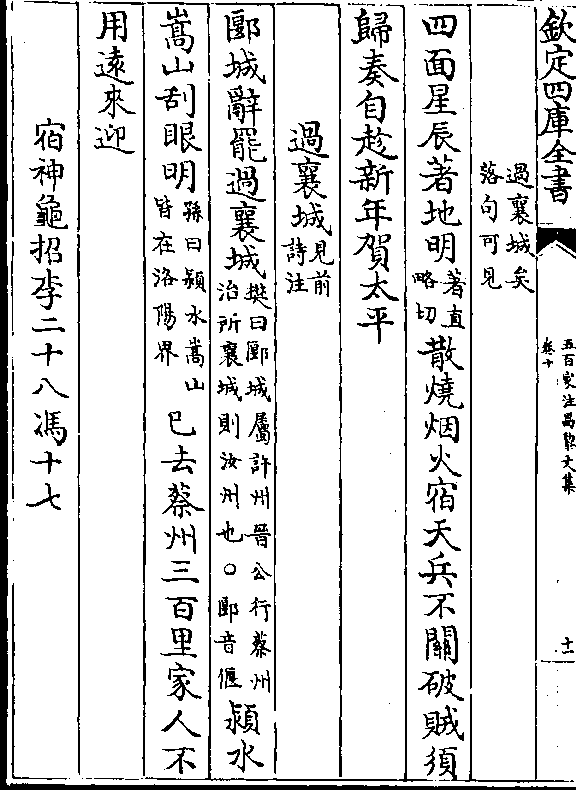 欽定四庫全書
五百家注昌黎文集
卷十
十一
過襄城矣
落句可見
四面星辰著地明著直略切散燒烟火宿天兵不關破賊須
歸奏自趁新年賀太平
過襄城見前詩注
郾城辭罷過襄城樊曰郾城屬許州晉公行蔡州治所襄城則汝州也○郾音偃潁水
嵩山刮眼明孫曰潁水嵩山皆在洛陽界巳去蔡州三百里家人不
用遠來迎
宿神龜招李二十八馮十七